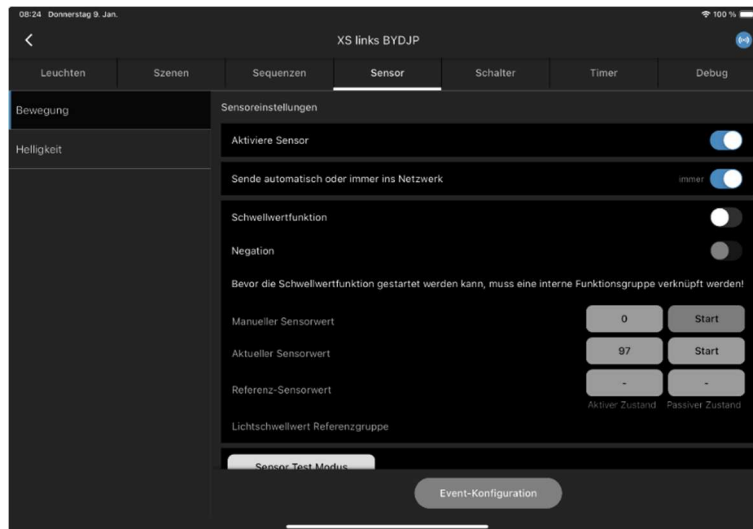 08:24 Donnerstag 9. Jan.
100 %
XS links BYDJP
Leuchten
Szenen
Sequenzen
Sensor
Schalter
Timer
Debug
Bewegung
Helligkeit
Sensoreinstellungen
Aktiviere Sensor
Sende automatisch oder immer ins Netzwerk
immer
Schwellwertfunktion
Negation
Bevor die Schwellwertfunktion gestartet werden kann, muss eine interne Funktionsgruppe verknüpft werden!
Manueller Sensorwert
0
Start
Aktueller Sensorwert
97
Start
Referenz-Sensorwert
-
-
Aktiver Zustand
Passiver Zustand
Lichtschwellwert Referenzgruppe
Sensor Test Modus
Event-Konfiguration